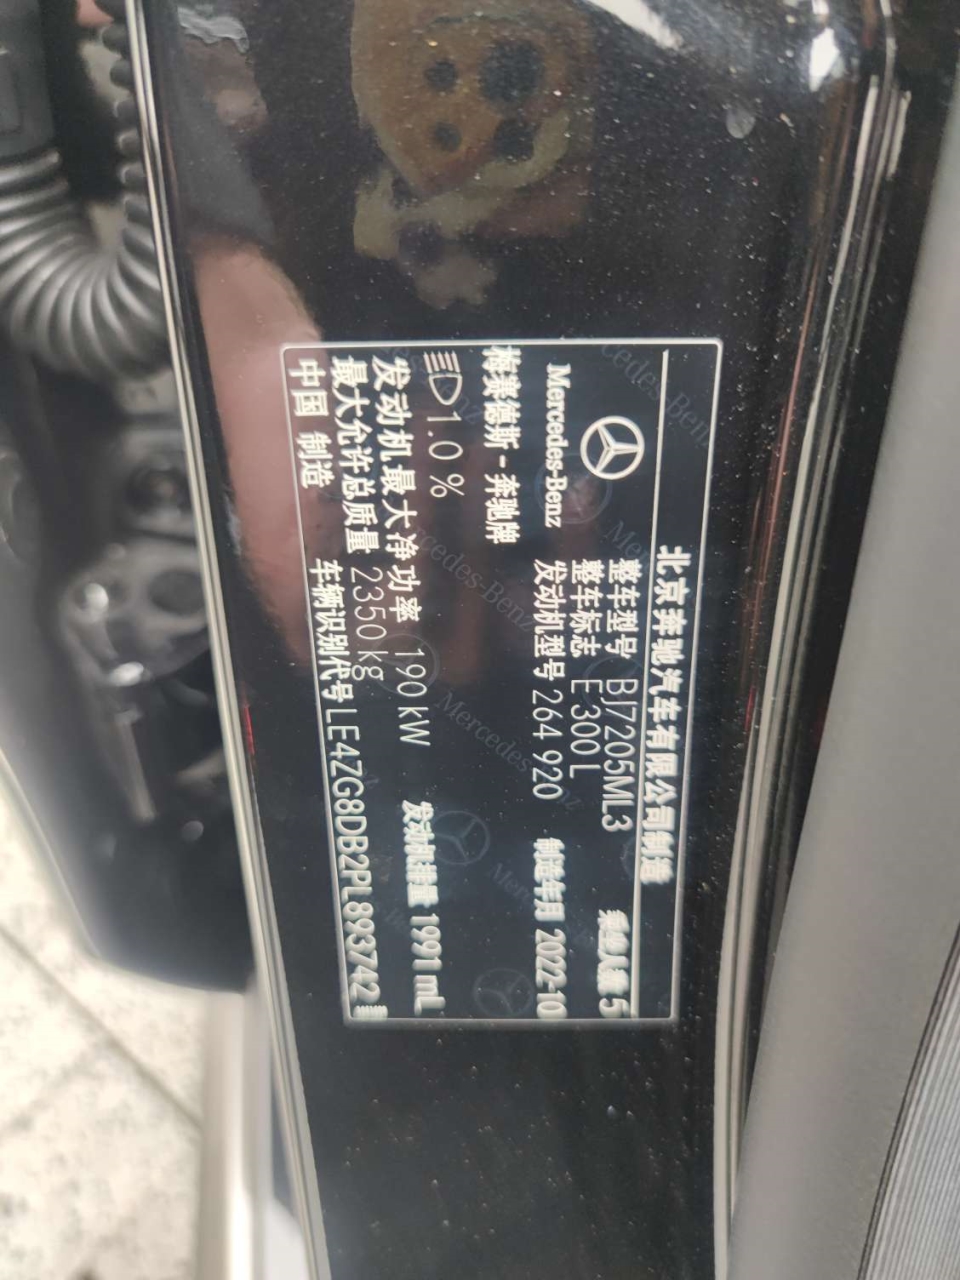 北京奔驰汽车有限公司制造
Mercedes-Benz
梅赛德斯-奔驰牌
整车型号 BJ7205ML3 乘坐人数 5
整车标志 E 300 L
发动机型号 264 920 制造年月 2022-10
1.0 %
发动机最大净功率 190 kW 发动机排量 1991 mL
最大允许总质量 2350 kg
中国 制造 车辆识别代号 LE4ZG8DB2PL893742